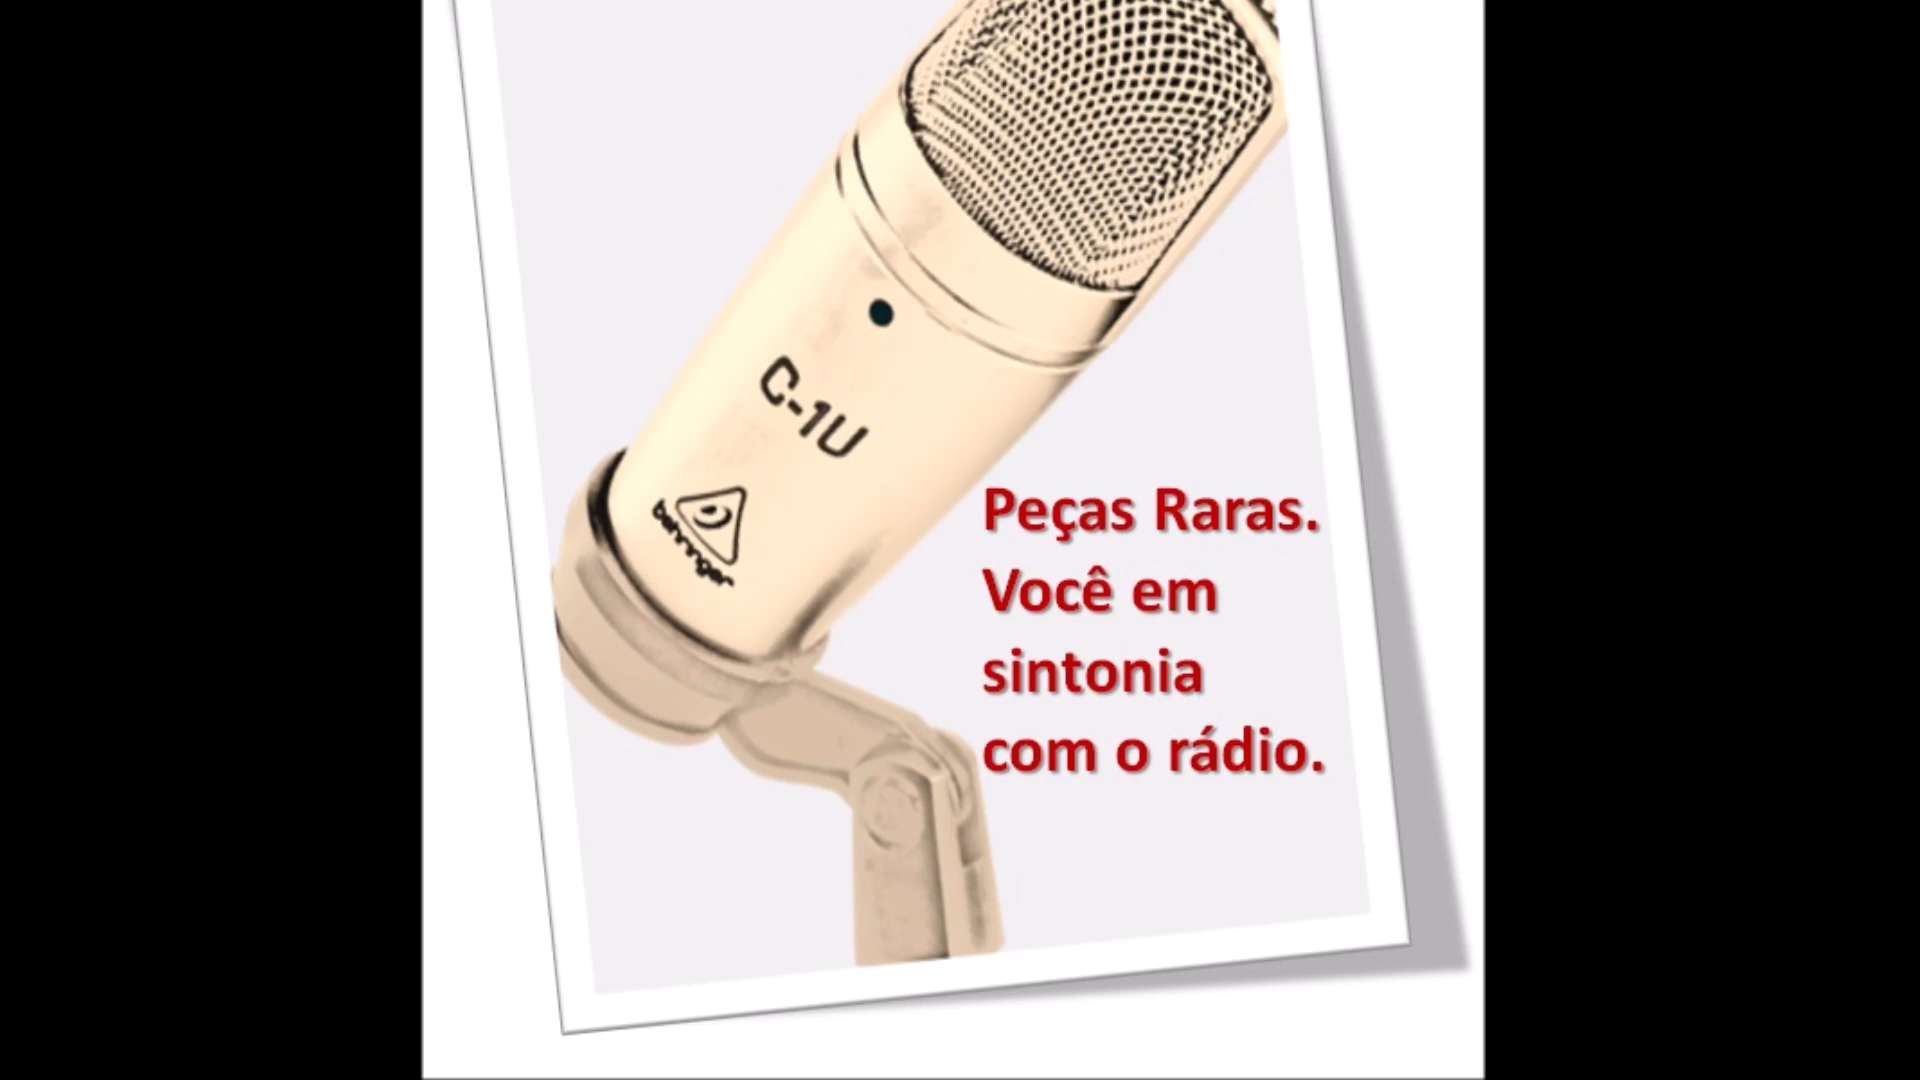 C-1U
behringer
Peças Raras.
Você em
sintonia
com o rádio.